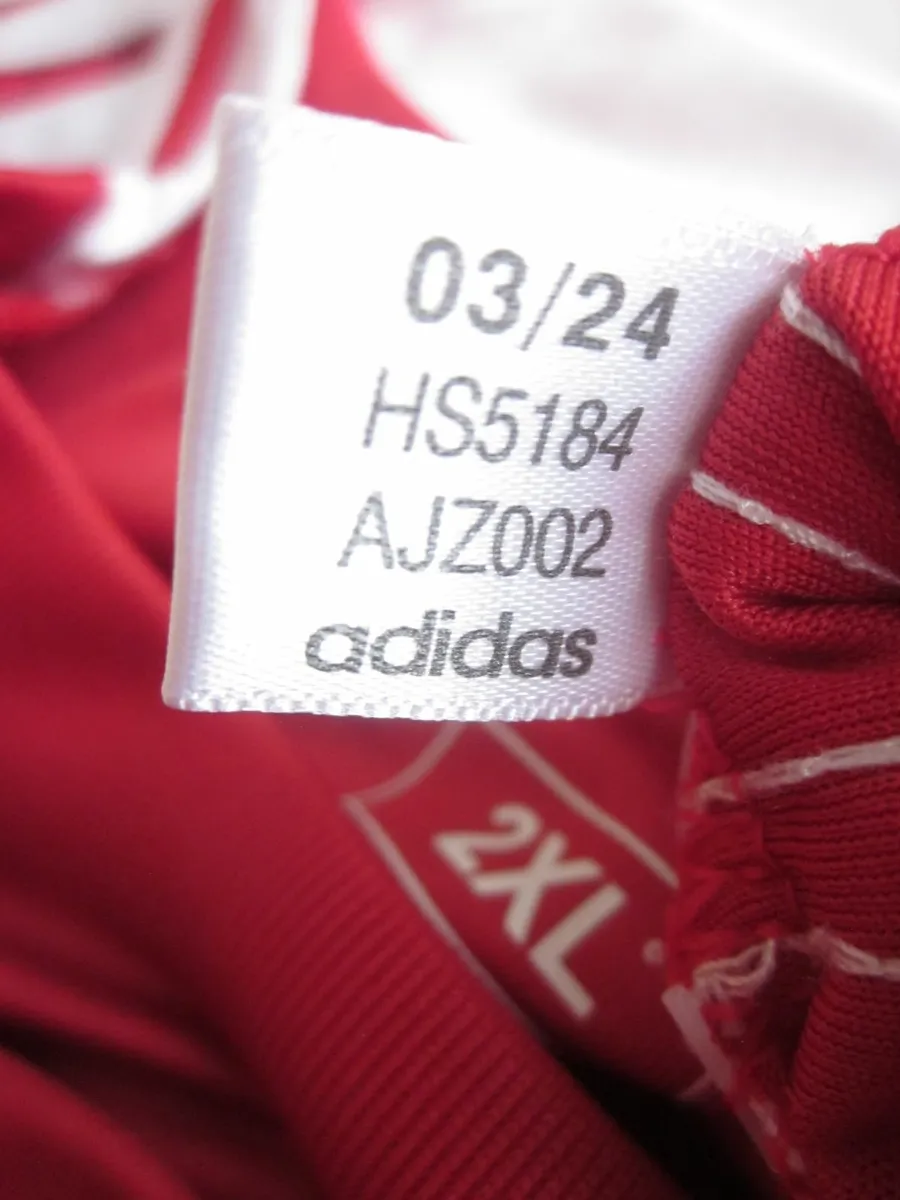 03/24
HS5184
AJZ002
adidas
2XL